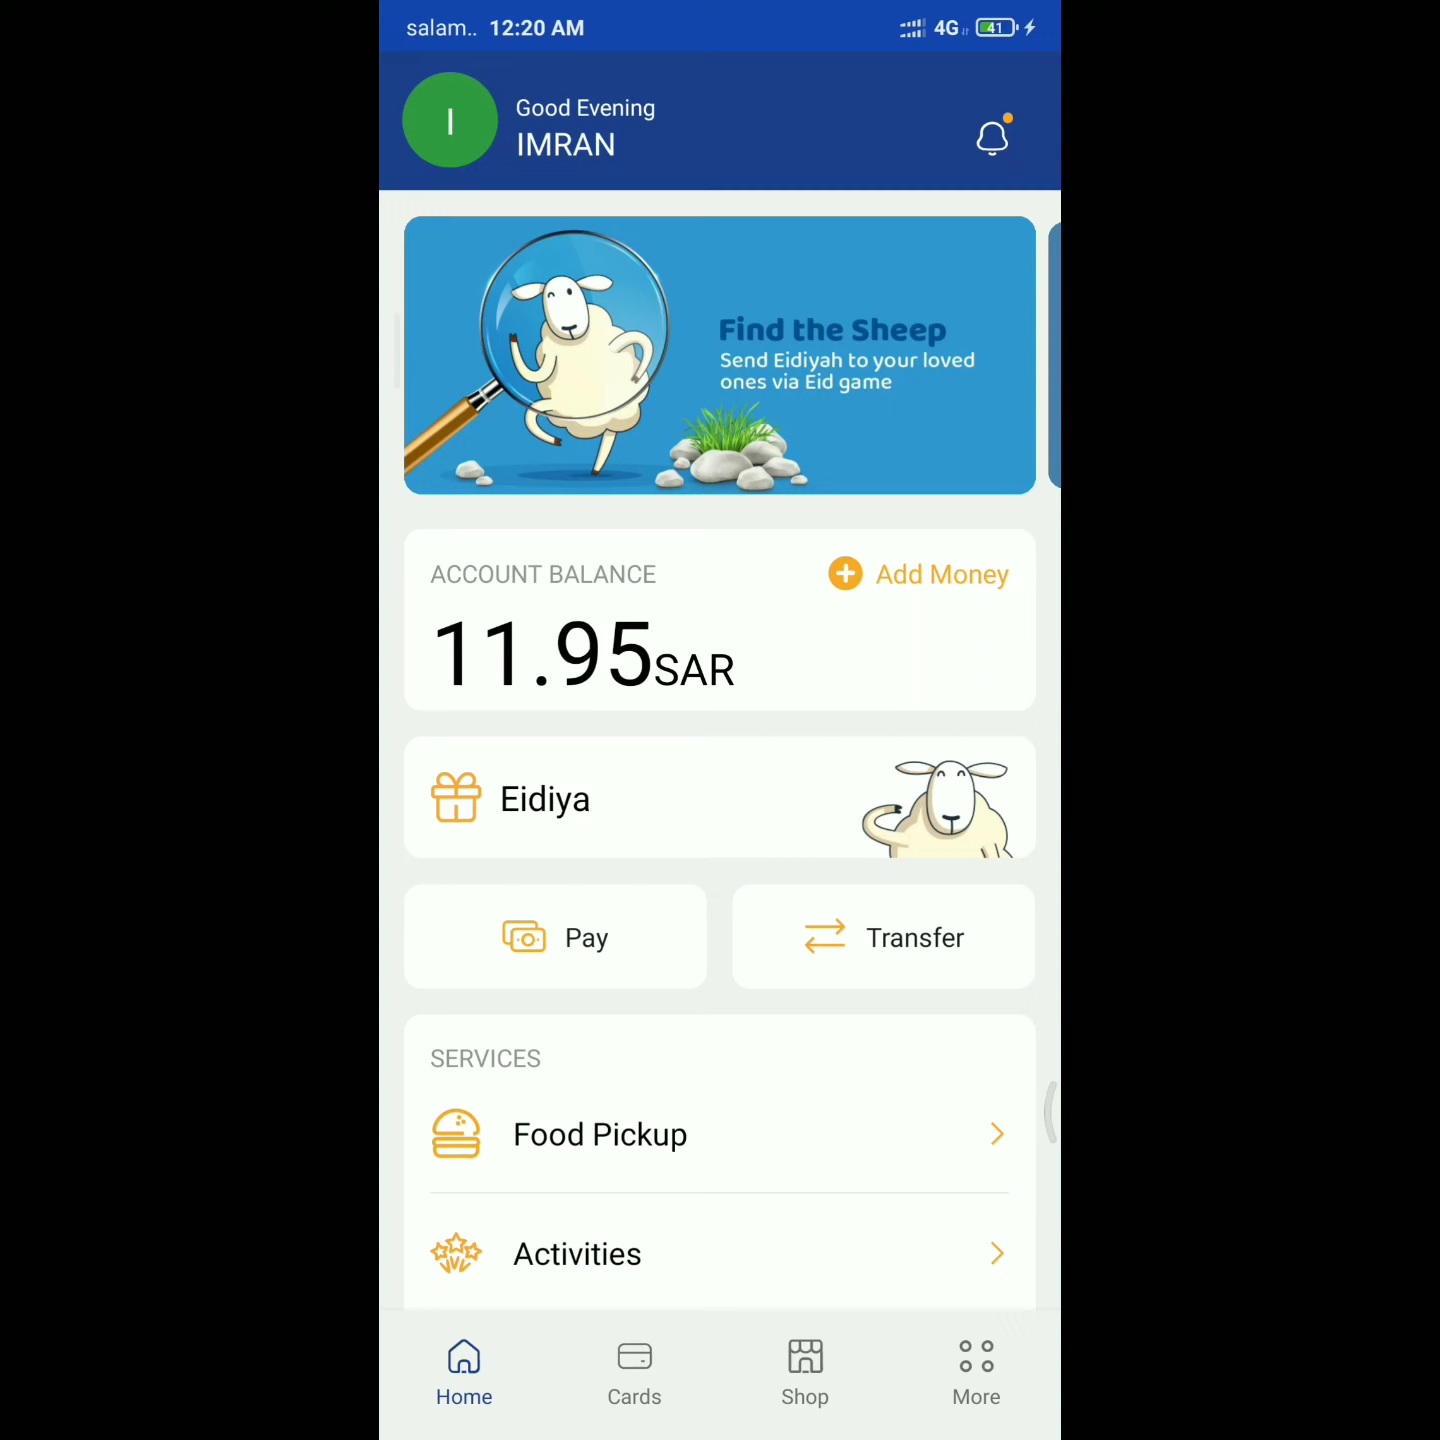 salam.. 12:20 AM 4G 41
I
Good Evening
IMRAN
Find the Sheep
Send Eidiyah to your loved
ones via Eid game
ACCOUNT BALANCE
Add Money
11.95SAR
Eidiya
Pay
Transfer
SERVICES
Food Pickup
Activities
Home
Cards
Shop
More